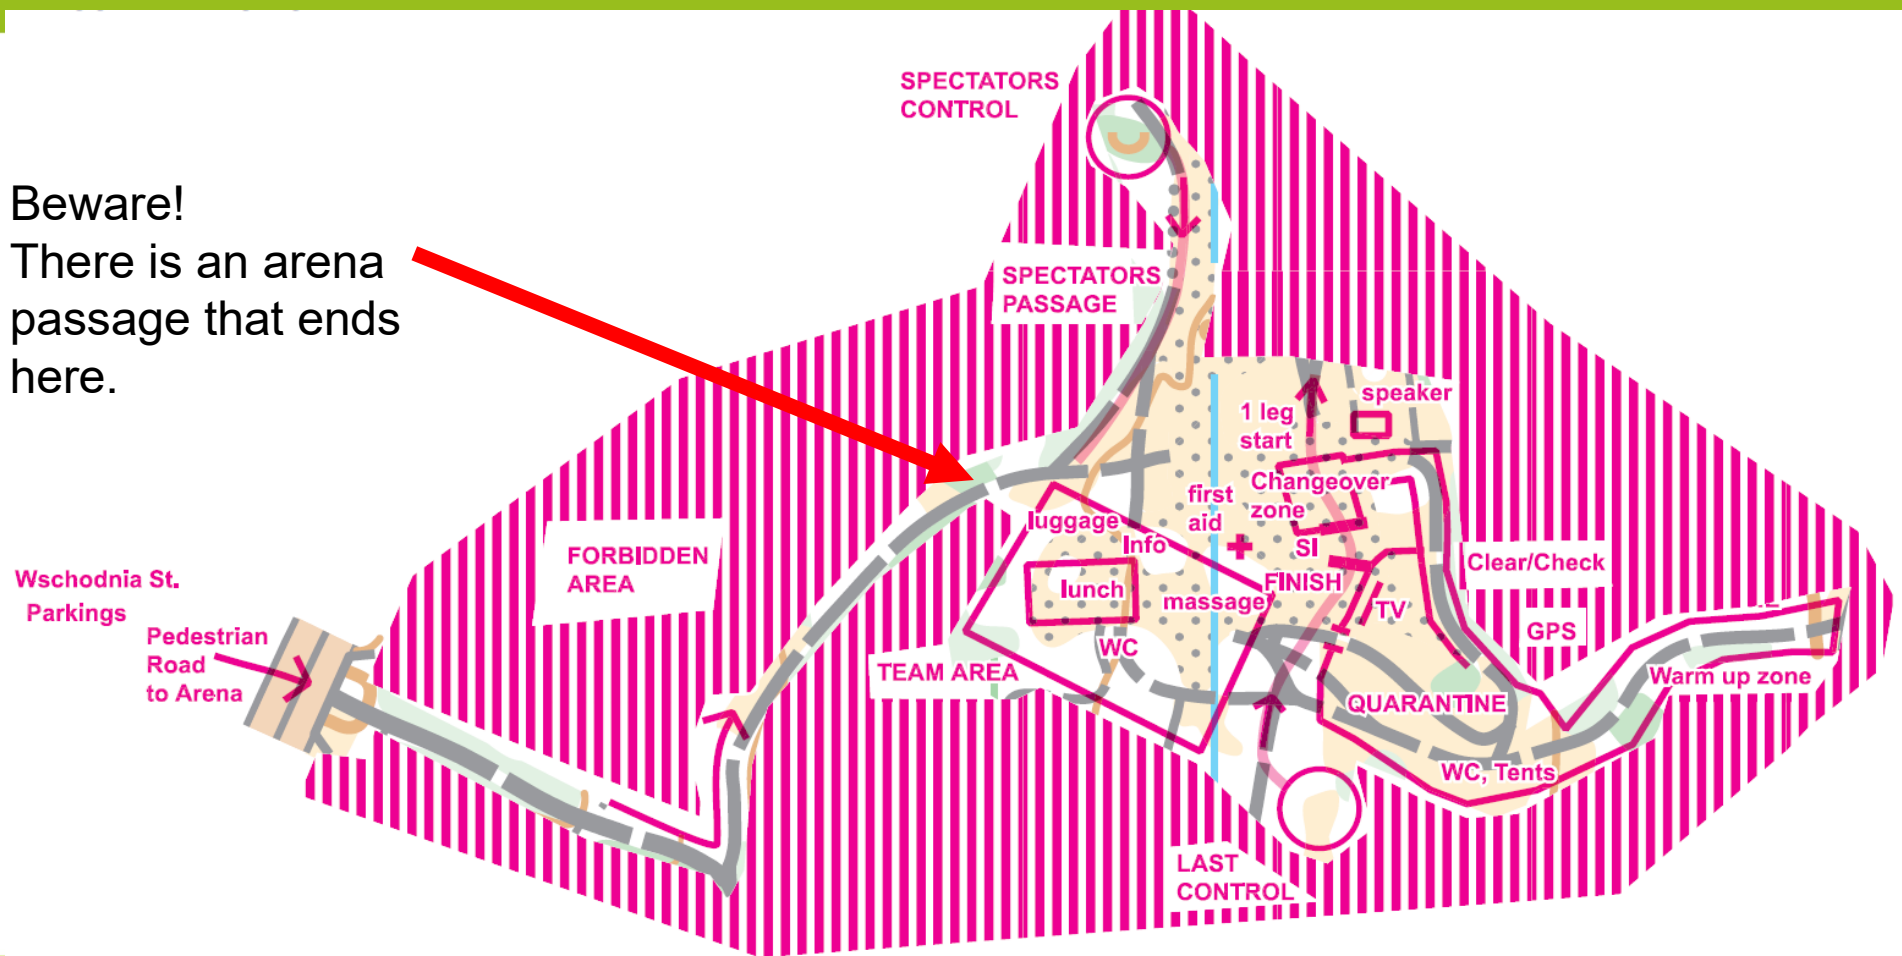 SPECTATORS
CONTROL
Beware!
There is an arena
passage that ends
here.
SPECTATORS
PASSAGE
speaker
1 leg
start
Changeover
zone
first
aid
luggage
Info
SI
FORBIDDEN
AREA
Clear/Check
Wschodnia St.
Parkings
lunch
FINISH
massage
TV
GPS
Pedestrian
Road
to Arena
WC
TEAM AREA
Warm up zone
QUARANTINE
WC, Tents
LAST
CONTROL